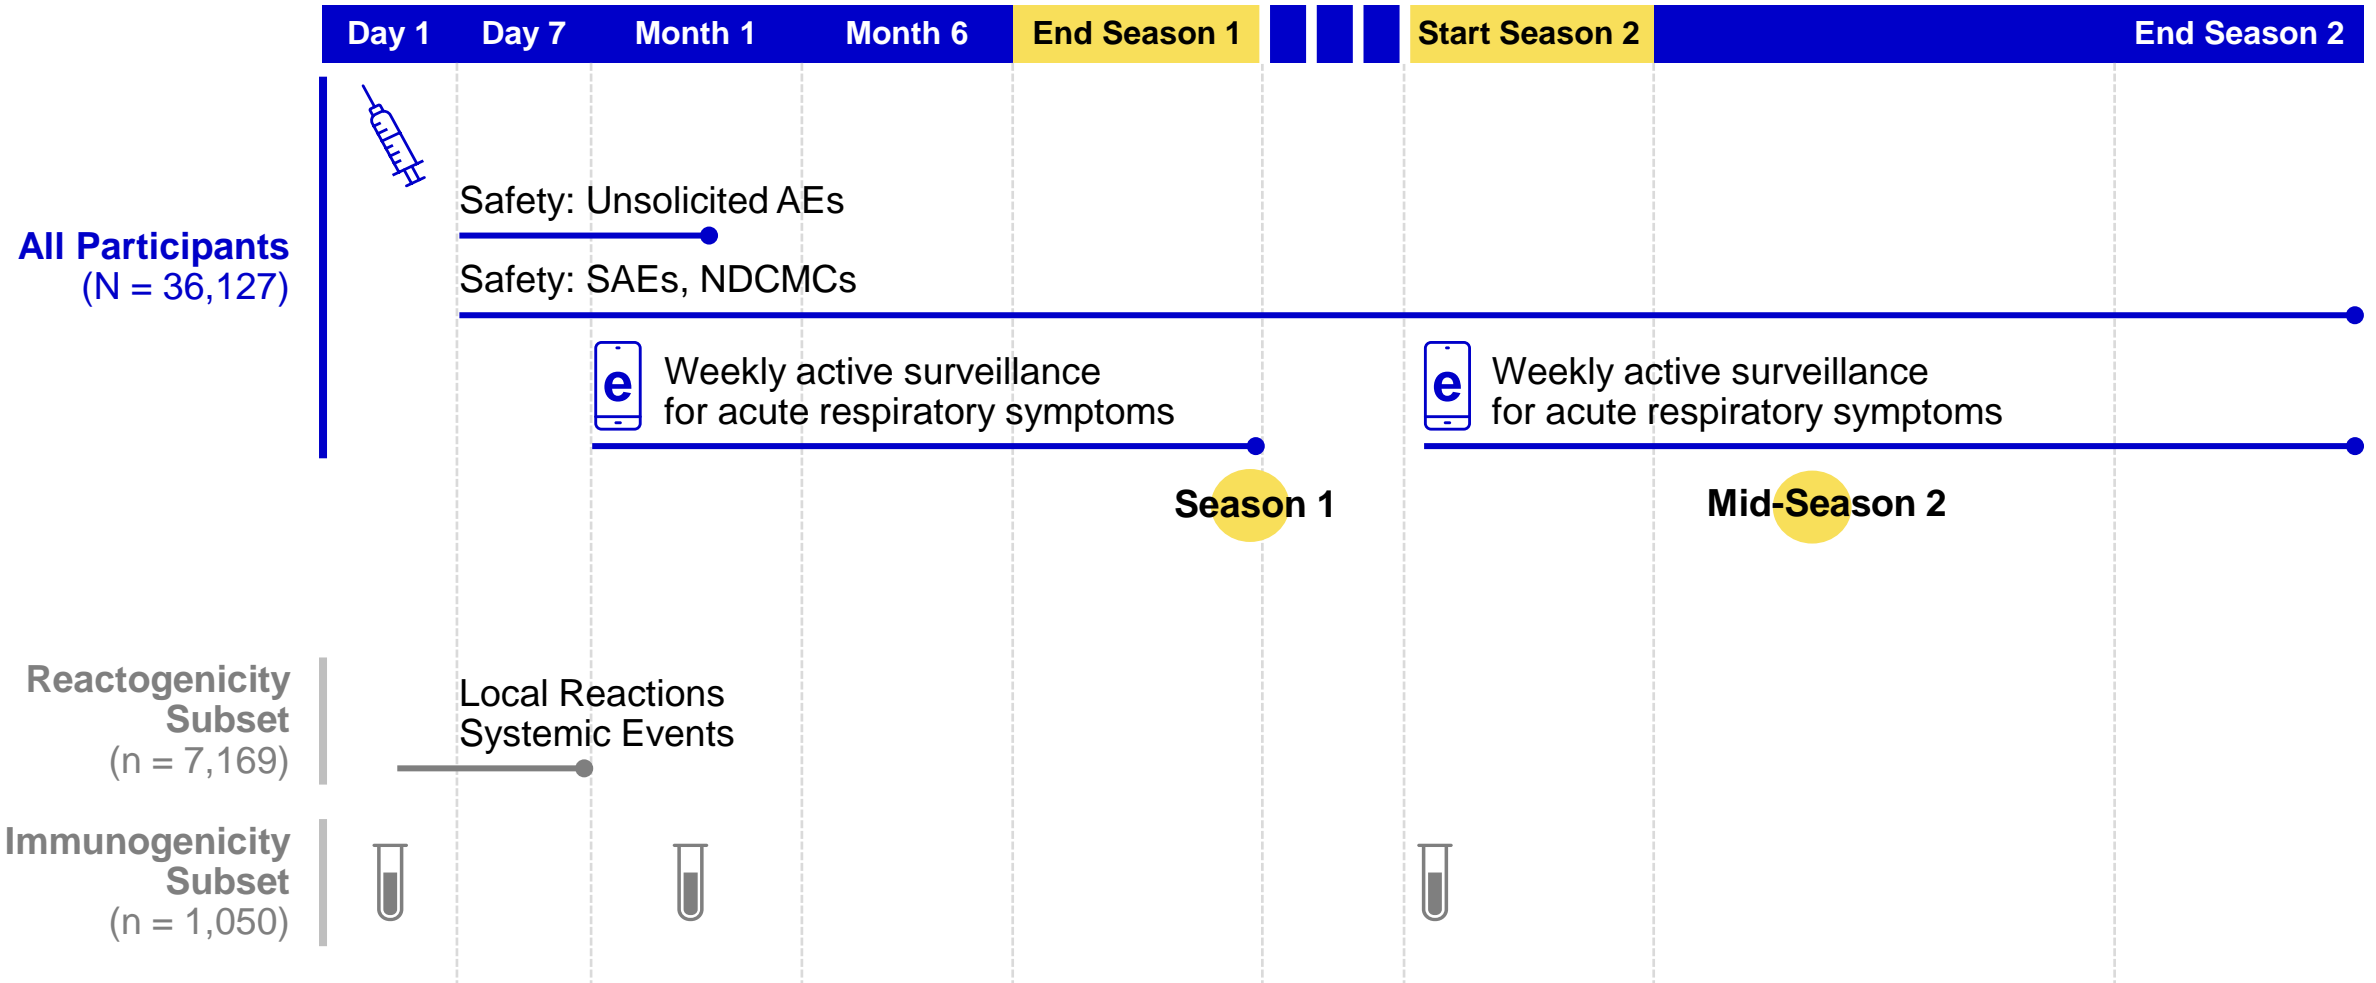 Day 1
Day 7
Month 1
Month 6
End Season 1
Start Season 2
End Season 2
All Participants
(N = 36,127)
Safety: Unsolicited AEs
Safety: SAEs, NDCMCs
e
Weekly active surveillance
for acute respiratory symptoms
e
Weekly active surveillance
for acute respiratory symptoms
Season 1
Mid-Season 2
Reactogenicity
Subset
(n = 7,169)
Local Reactions
Systemic Events
Immunogenicity
Subset
(n = 1,050)